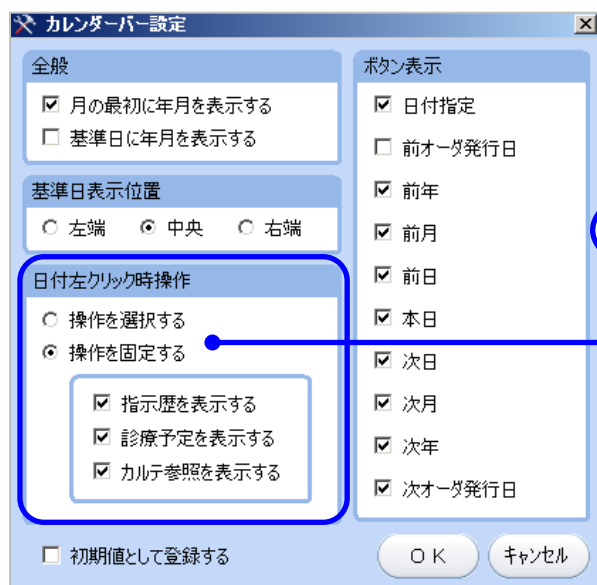 カレンダーバー設定
全般
月の最初に年月を表示する
基準日に年月を表示する
基準日表示位置
左端 中央 右端
日付左クリック時操作
操作を選択する
操作を固定する
指示歴を表示する
診療予定を表示する
カルテ参照を表示する
初期値として登録する
ボタン表示
日付指定
前オーダ発行日
前年
前月
前日
本日
次日
次月
次年
次オーダ発行日
ＯＫ キャンセル